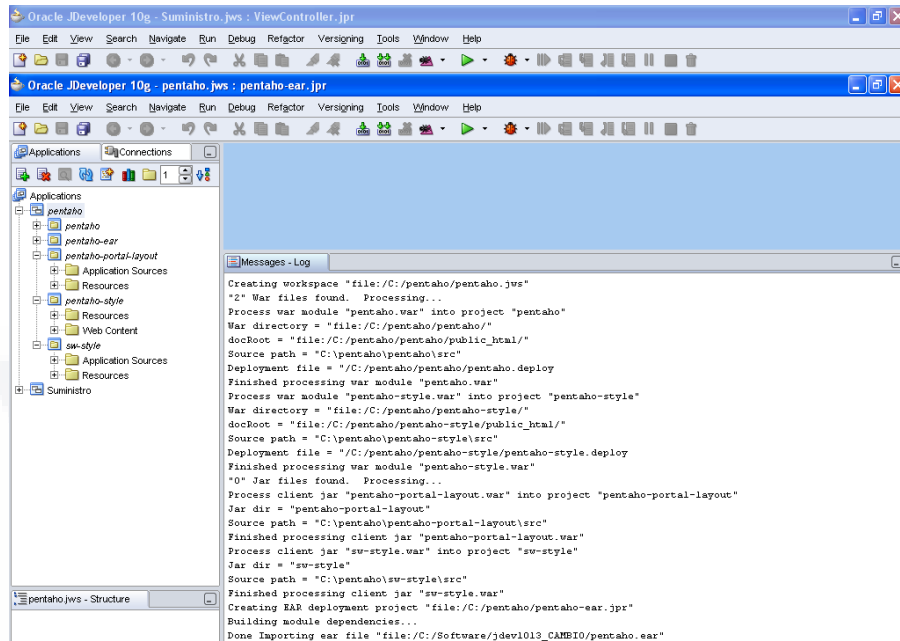 Oracle JDeveloper 10g - Suministro.jws : ViewController.jpr
File Edit View Search Navigate Run Debug Refactor Versioning Tools Window Help
Oracle JDeveloper 10g - pentaho.jws : pentaho-ear.jpr
File Edit View Search Navigate Run Debug Refactor Versioning Tools Window Help
Applications Connections
1
Applications
pentaho
pentaho
pentaho-ear
pentaho-portal-layout
Application Sources
Resources
pentaho-style
Resources
Web Content
sw-style
Application Sources
Resources
Suministro
pentaho.jws - Structure
Messages - Log
Creating workspace "file:/C:/pentaho/pentaho.jws"
"2" War files found. Processing...
Process war module "pentaho.war" into project "pentaho"
War directory = "file:/C:/pentaho/pentaho/"
docRoot = "file:/C:/pentaho/pentaho/public_html/"
Source path = "C:\pentaho\pentaho\src"
Deployment file = "/C:/pentaho/pentaho/pentaho.deploy
Finished processing war module "pentaho.war"
Process war module "pentaho-style.war" into project "pentaho-style"
War directory = "file:/C:/pentaho/pentaho-style/"
docRoot = "file:/C:/pentaho/pentaho-style/public_html/"
Source path = "C:\pentaho\pentaho-style\src"
Deployment file = "/C:/pentaho/pentaho-style/pentaho-style.deploy
Finished processing war module "pentaho-style.war"
"0" Jar files found. Processing...
Process client jar "pentaho-portal-layout.war" into project "pentaho-portal-layout"
Jar dir = "pentaho-portal-layout"
Source path = "C:\pentaho\pentaho-portal-layout\src"
Finished processing client jar "pentaho-portal-layout.war"
Process client jar "sw-style.war" into project "sw-style"
Jar dir = "sw-style"
Source path = "C:\pentaho\sw-style\src"
Finished processing client jar "sw-style.war"
Creating EAR deployment project "file:/C:/pentaho/pentaho-ear.jpr"
Building module dependencies...
Done Importing ear file "file:/C:/Software/jdev1013_CAMBIO/pentaho.ear"